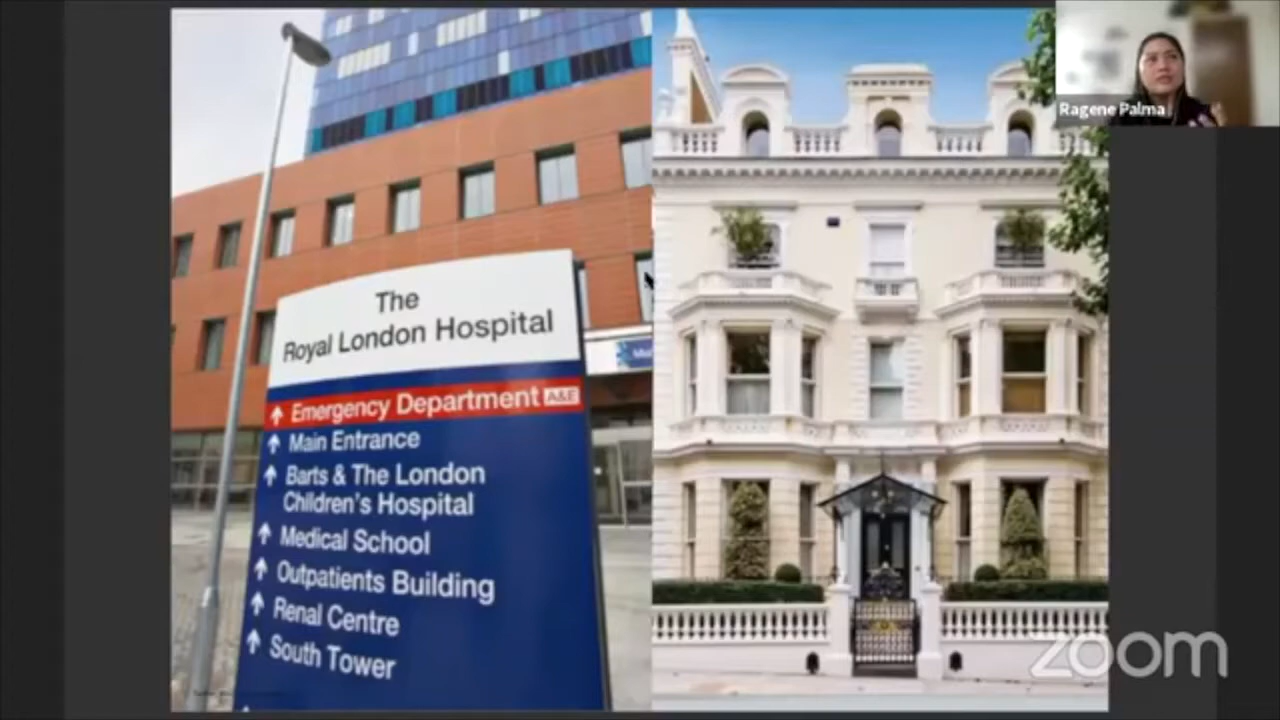 The
Royal London Hospital
Emergency Department A&E
Main Entrance
Barts & The London
Children's Hospital
Medical School
Outpatients Building
Renal Centre
South Tower
Ragene Palma
zoom